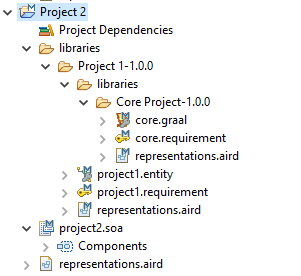 Project 2
Project Dependencies
libraries
Project 1-1.0.0
libraries
Core Project-1.0.0
core.graal
core.requirement
representations.aird
project1.entity
project1.requirement
representations.aird
project2.soa
Components
representations.aird